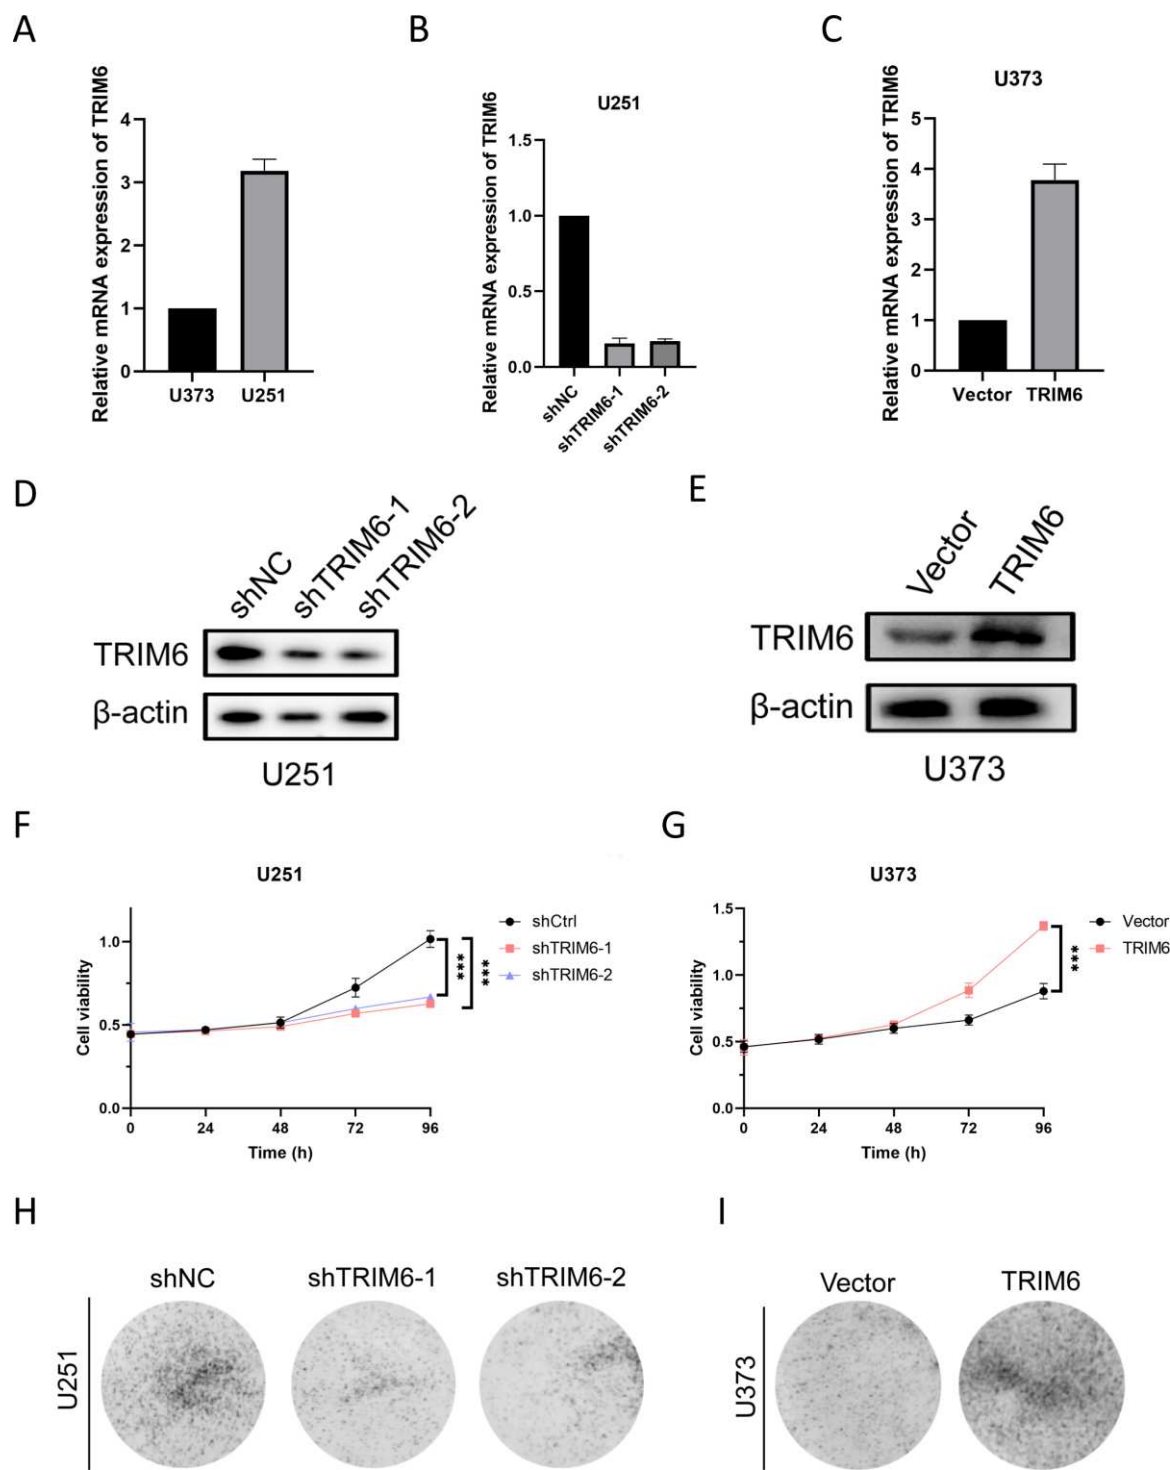 A
B
C
Relative mRNA expression of TRIM6
4
3
2
1
0
U373
U251
U251
Relative mRNA expression of TRIM6
1.5
1.0
0.5
0.0
shNC
shTRIM6-1
shTRIM6-2
U373
Relative mRNA expression of TRIM6
5
4
3
2
1
0
Vector
TRIM6
D
shNC
shTRIM6-1
shTRIM6-2
TRIM6
β-actin
U251
E
Vector
TRIM6
TRIM6
β-actin
U373
F
U251
Cell viability
1.0
0.5
0.0
0 24 48 72 96
Time (h)
shCtrl
shTRIM6-1
shTRIM6-2
***
***
G
U373
Cell viability
1.5
1.0
0.5
0.0
0 24 48 72 96
Time (h)
Vector
TRIM6
***
H
shNC shTRIM6-1 shTRIM6-2
U251
I
Vector TRIM6
U373